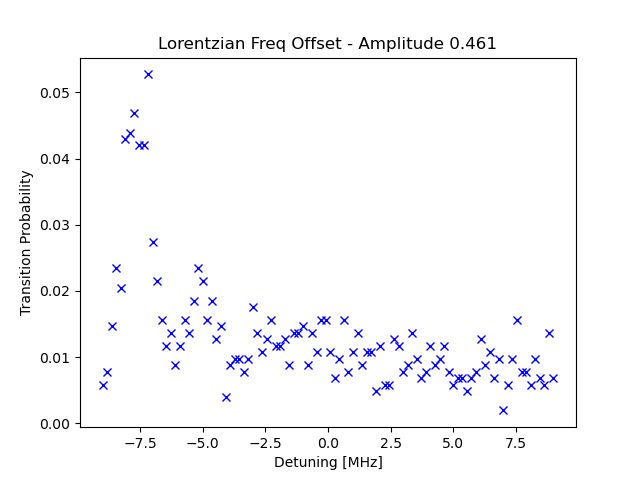 Lorentzian Freq Offset - Amplitude 0.461
0.05
0.04
0.03
0.02
0.01
0.00
Transition Probability
−7.5 −5.0 −2.5 0.0 2.5 5.0 7.5
Detuning [MHz]